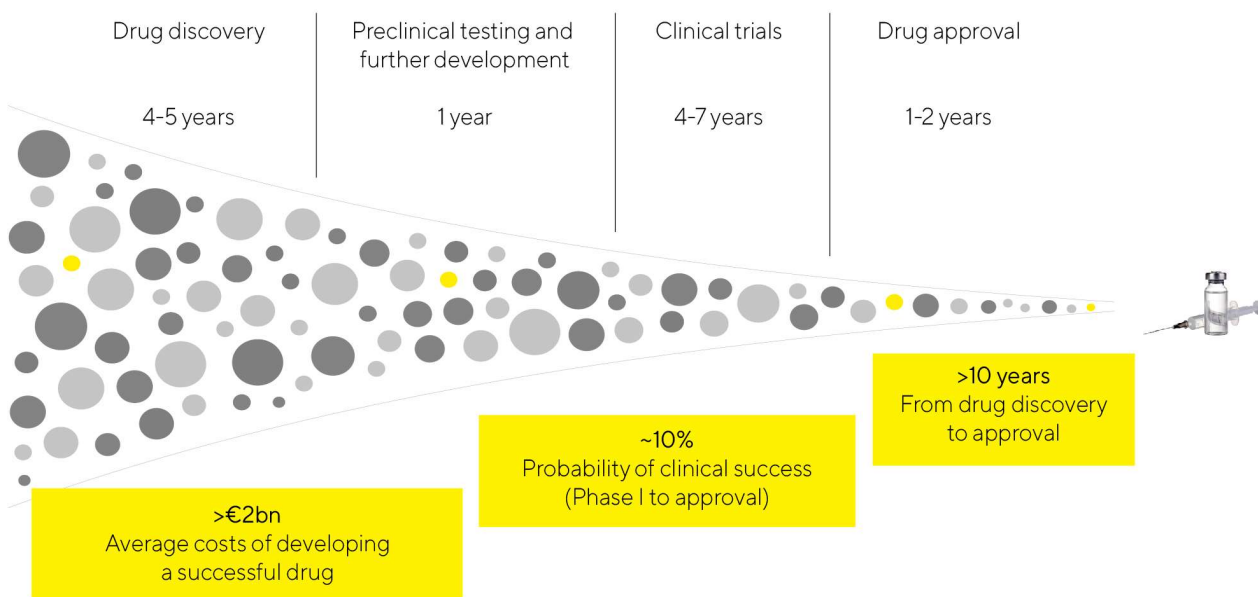 Drug discovery
4-5 years
Preclinical testing and
further development
1 year
Clinical trials
4-7 years
Drug approval
1-2 years
>10 years
From drug discovery
to approval
~10%
Probability of clinical success
(Phase I to approval)
>€2bn
Average costs of developing
a successful drug